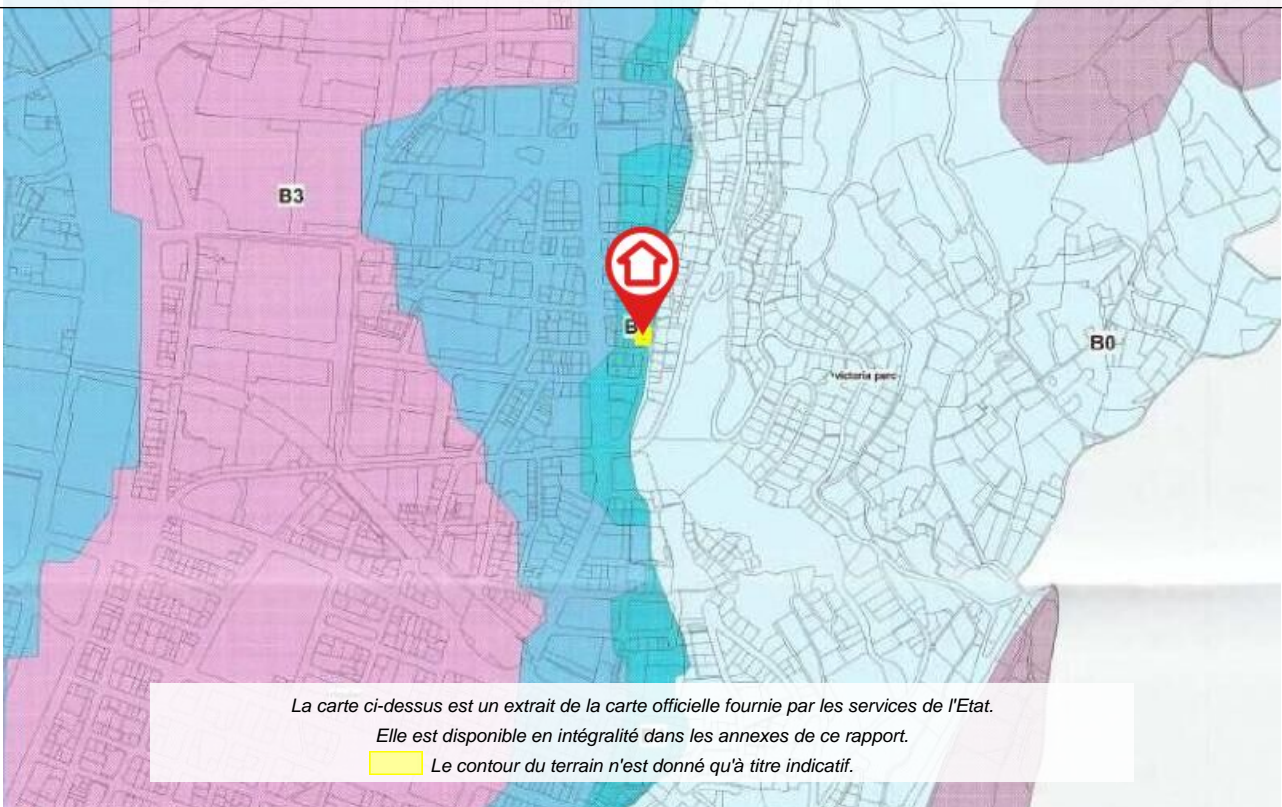 B3
B
B0
victoria parc
La carte ci-dessus est un extrait de la carte officielle fournie par les services de l'Etat.
Elle est disponible en intégralité dans les annexes de ce rapport.
Le contour du terrain n'est donné qu'à titre indicatif.